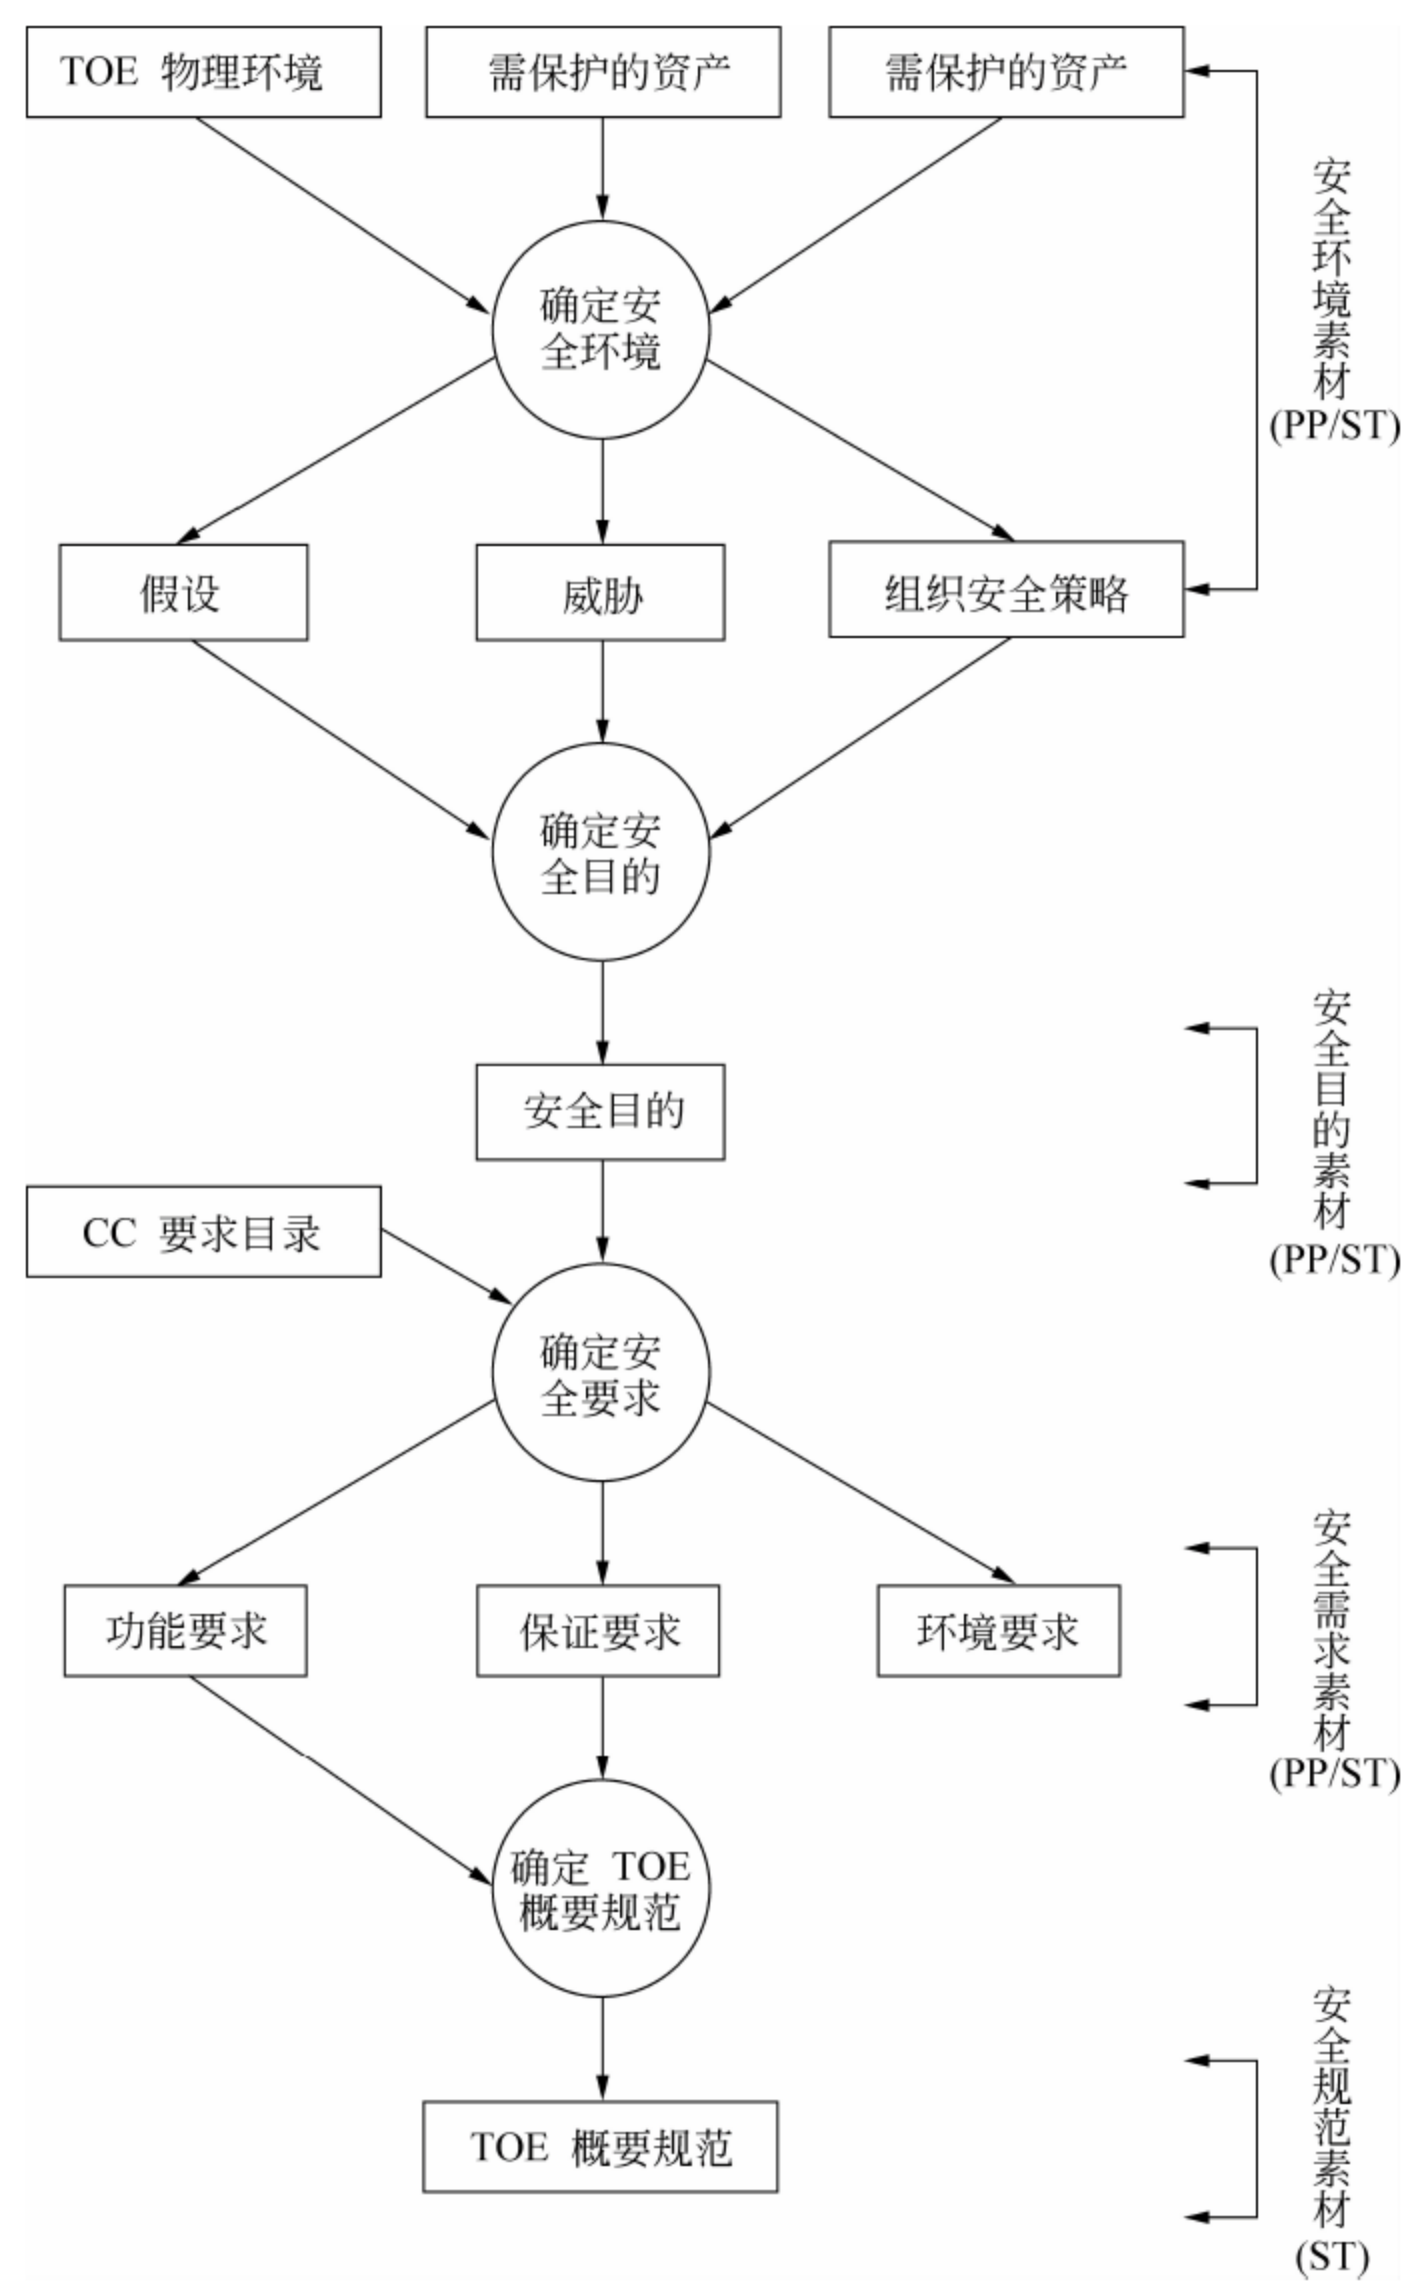 TOE 物理环境
需保护的资产
需保护的资产
安全环境素材
(PP/ST)
确定安
全环境
假设
威胁
组织安全策略
确定安
全目的
安全目的素材
(PP/ST)
安全目的
CC 要求目录
确定安
全要求
安全需求素材
(PP/ST)
功能要求
保证要求
环境要求
确定 TOE
概要规范
安全规范素材
(ST)
TOE 概要规范